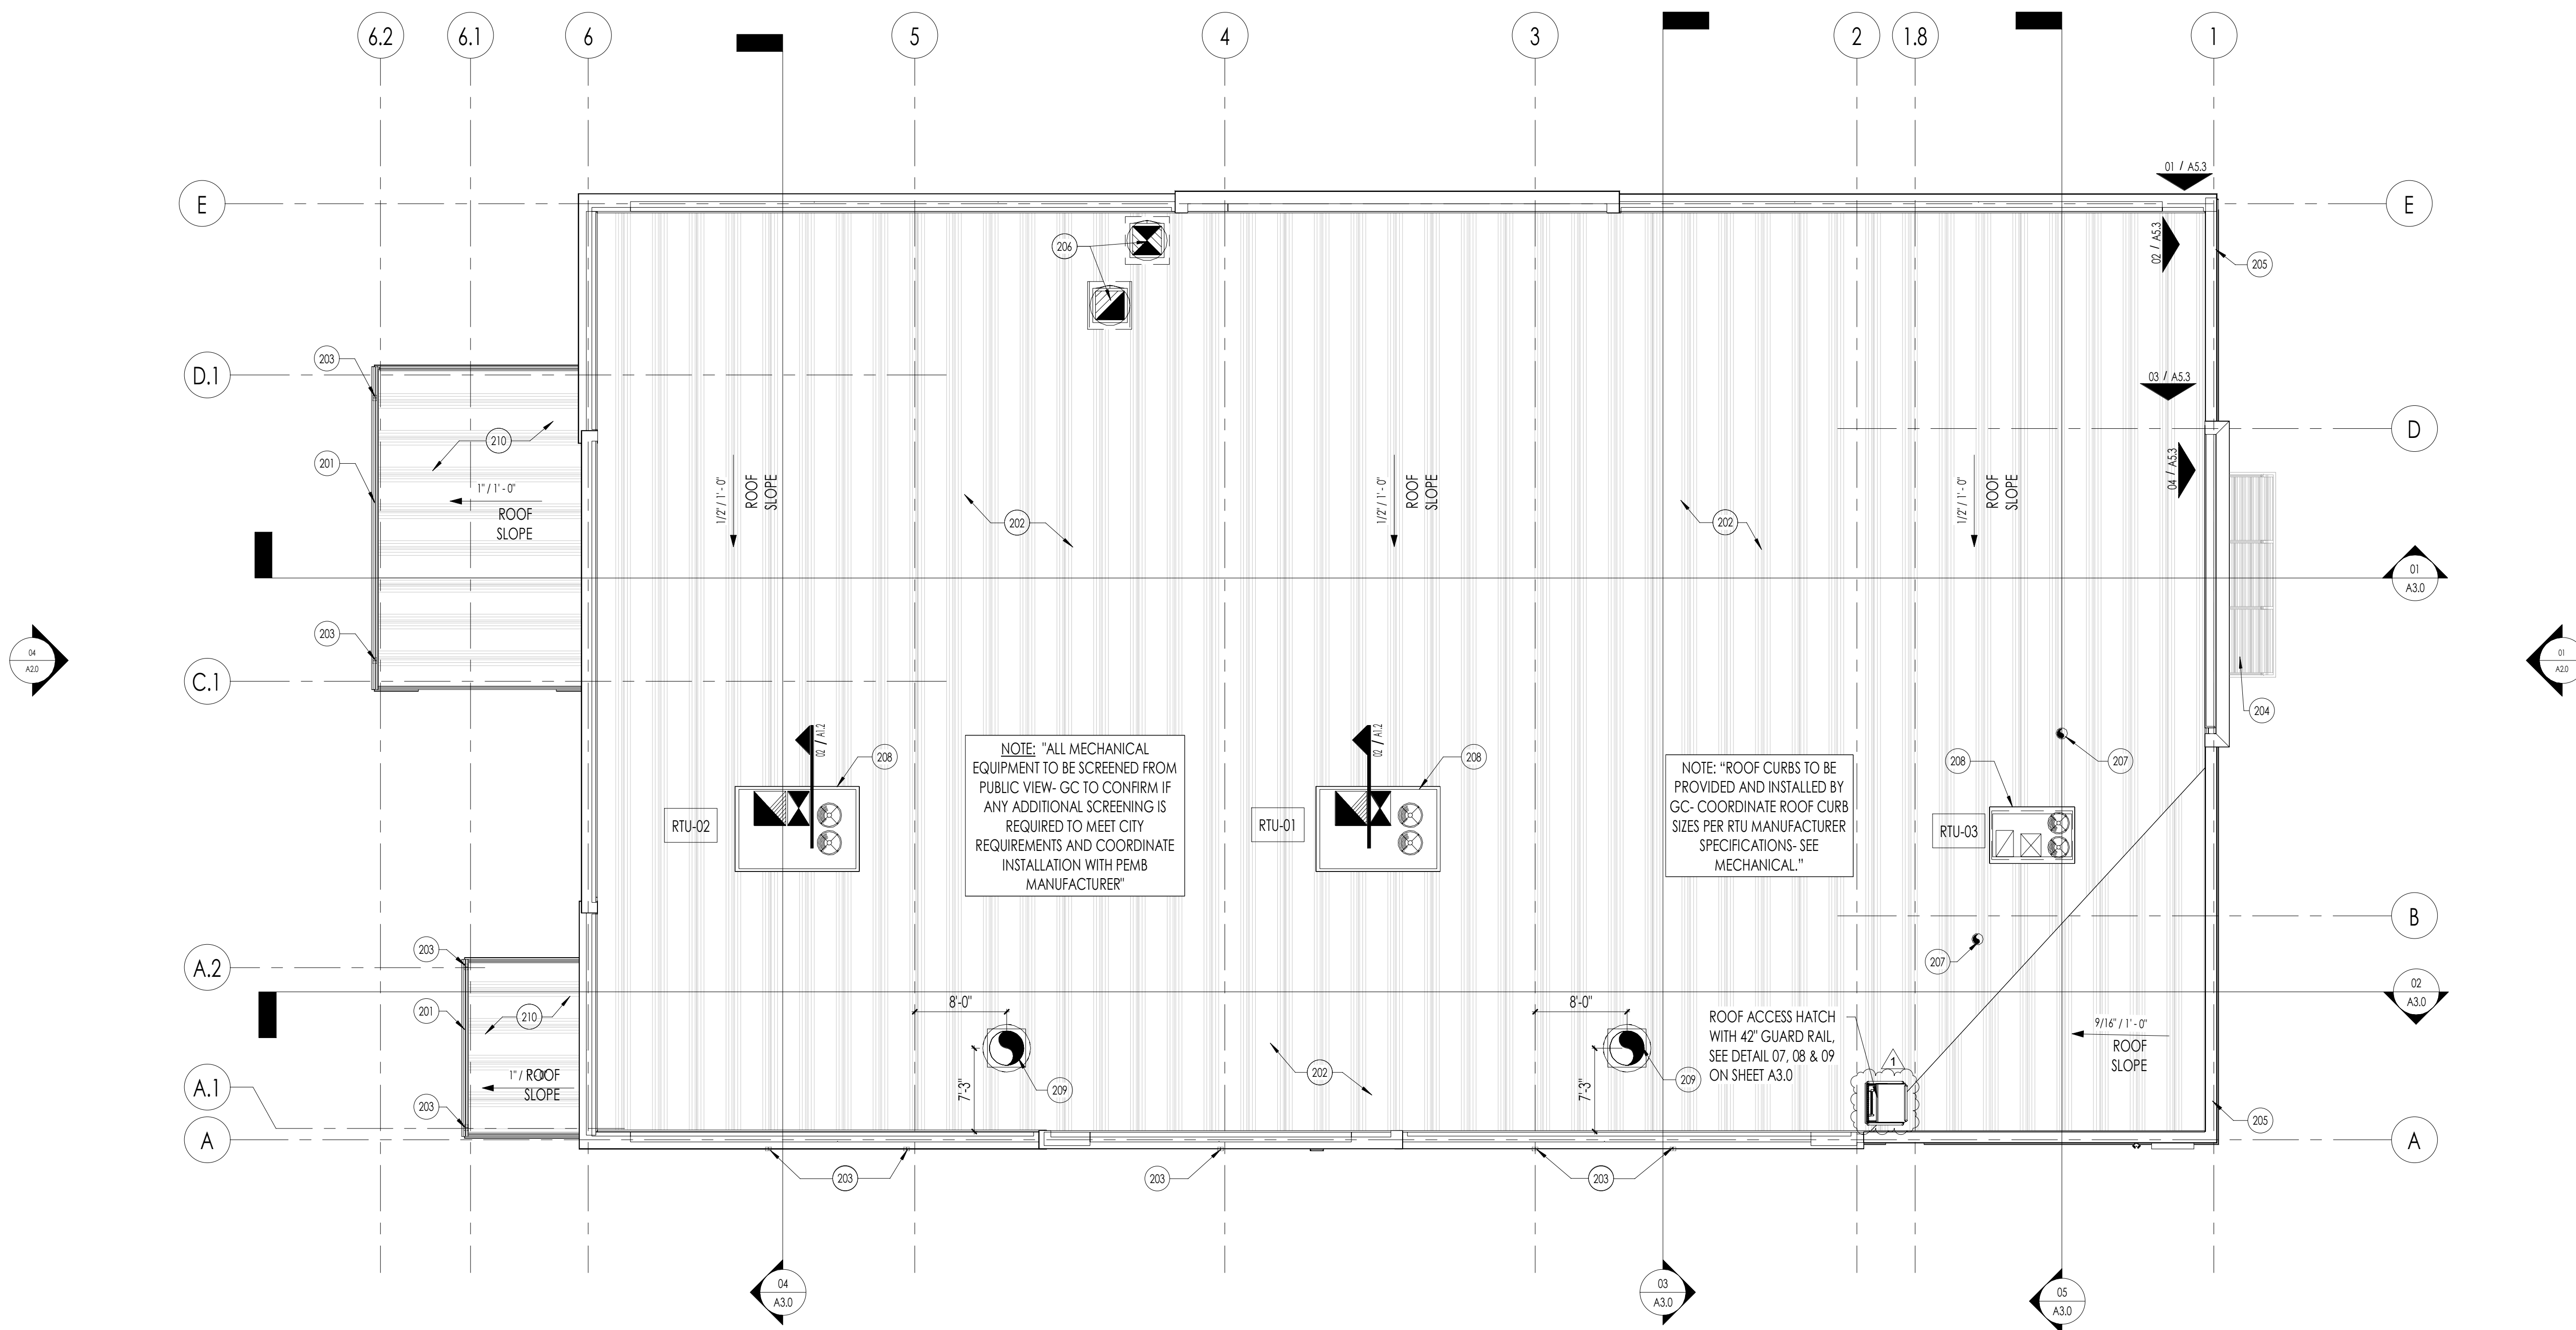 6.2
6.1
6
5
4
3
2
1.8
1
01 / A5.3
E
E
02 / A5.3
206
205
203
D.1
03 / A5.3
D
210
201
04 / A5.3
1" / 1' - 0"
ROOF
SLOPE
1/2" / 1' - 0"
ROOF
SLOPE
202
1/2" / 1' - 0"
ROOF
SLOPE
202
1/2" / 1' - 0"
ROOF
SLOPE
01
A3.0
203
04
A2.0
01
A2.0
C.1
204
02 / A1.2
208
NOTE: "ALL MECHANICAL
EQUIPMENT TO BE SCREENED FROM
PUBLIC VIEW- GC TO CONFIRM IF
ANY ADDITIONAL SCREENING IS
REQUIRED TO MEET CITY
REQUIREMENTS AND COORDINATE
INSTALLATION WITH PEMB
MANUFACTURER"
02 / A1.2
208
NOTE: “ROOF CURBS TO BE
PROVIDED AND INSTALLED BY
GC- COORDINATE ROOF CURB
SIZES PER RTU MANUFACTURER
SPECIFICATIONS- SEE
MECHANICAL.”
208
207
RTU-02
RTU-01
RTU-03
B
203
A.2
207
201
210
8'-0"
8'-0"
02
A3.0
ROOF ACCESS HATCH
WITH 42" GUARD RAIL,
SEE DETAIL 07, 08 & 09
ON SHEET A3.0
1
9/16" / 1' - 0"
ROOF
SLOPE
1" / 1' - 0"
ROOF
SLOPE
A.1
7'-3"
209
202
7'-3"
209
203
205
A
A
203
203
203
04
A3.0
03
A3.0
05
A3.0